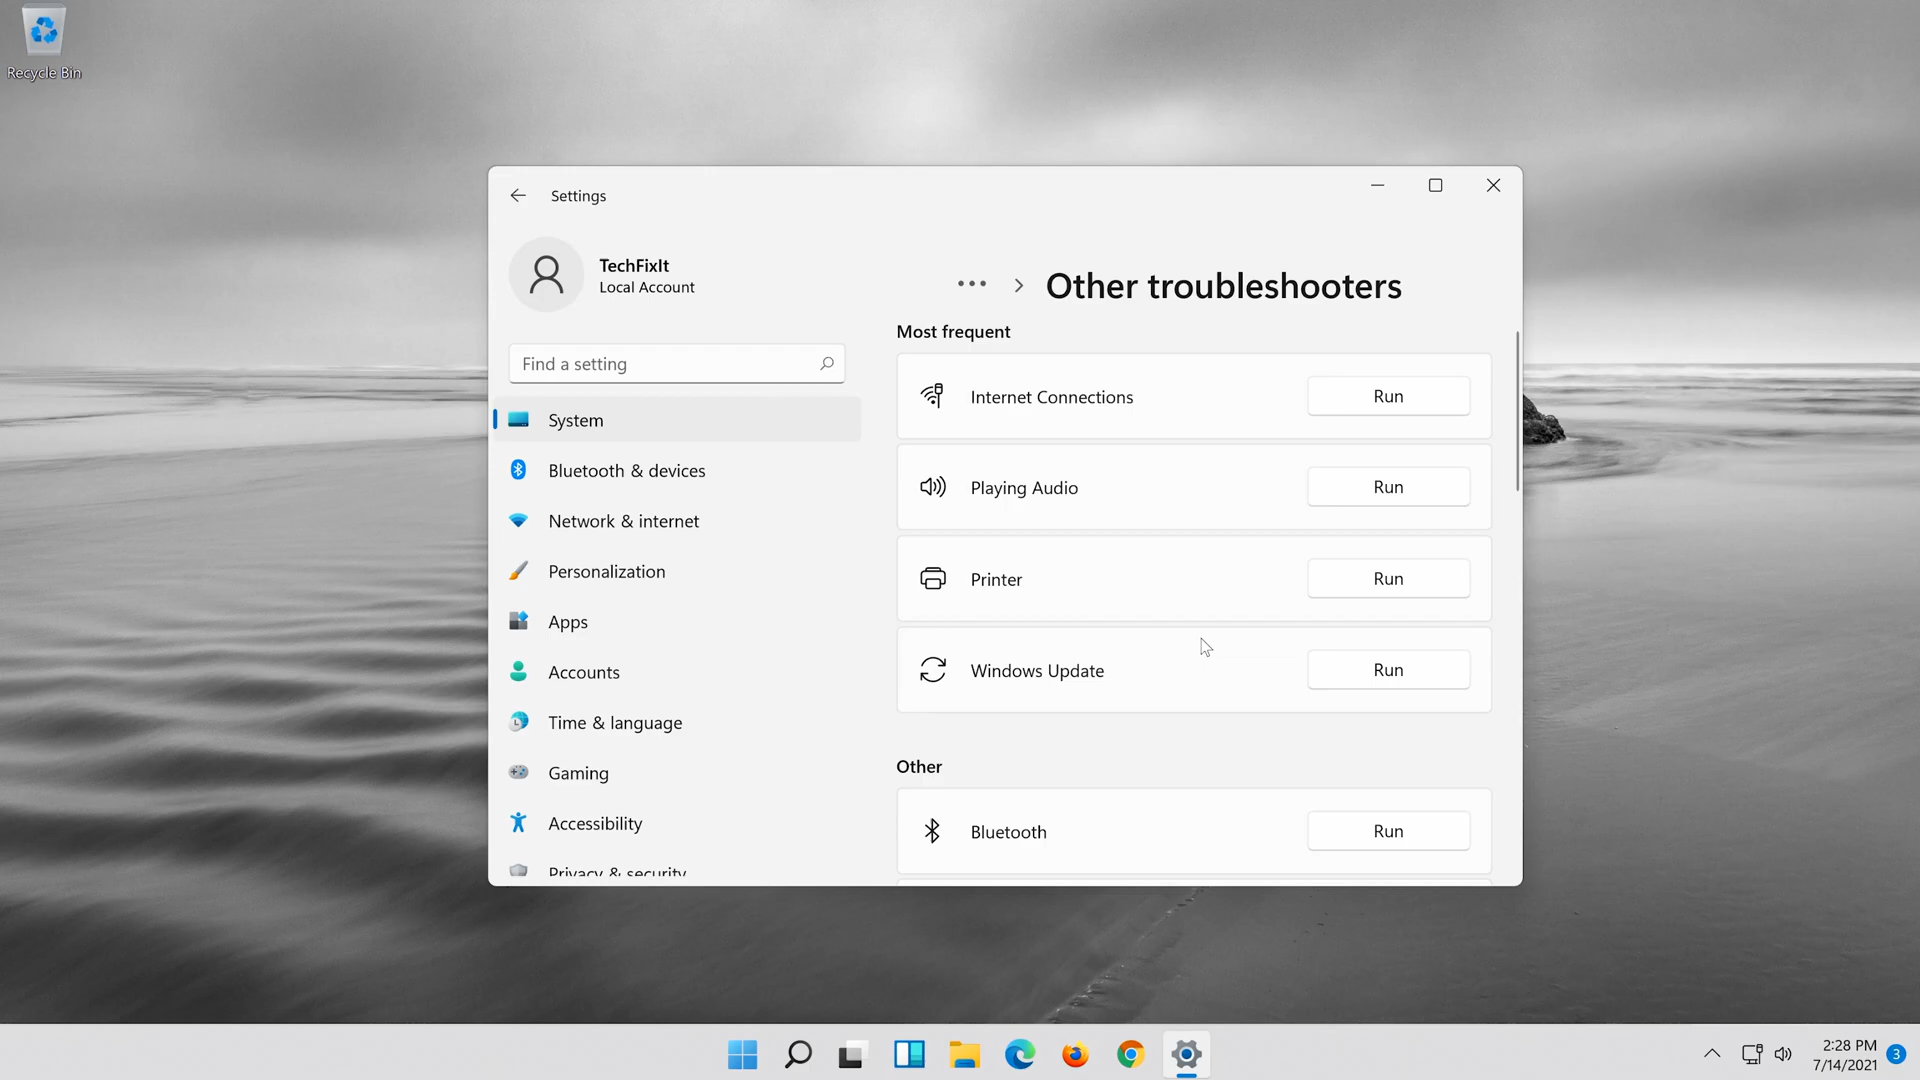 Recycle Bin
Settings
TechFixIt
Local Account
Find a setting
System
Bluetooth & devices
Network & internet
Personalization
Apps
Accounts
Time & language
Gaming
Accessibility
Privacy & security
Other troubleshooters
Most frequent
Internet Connections Run
Playing Audio Run
Printer Run
Windows Update Run
Other
Bluetooth Run
2:28 PM
7/14/2021
3